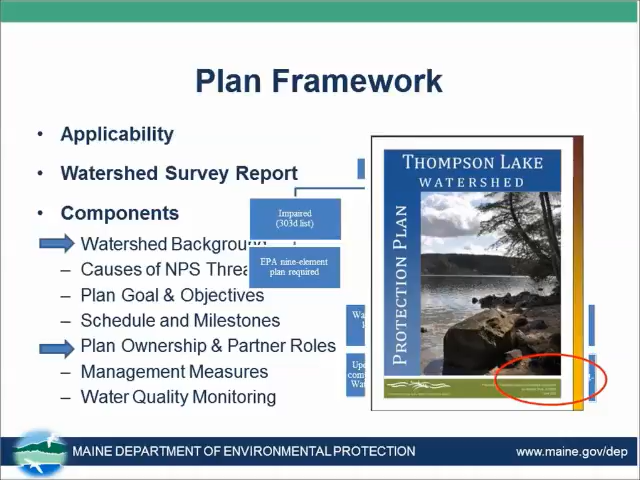 Plan Framework
• Applicability
• Watershed Survey Report
• Components
Watershed Background
– Causes of NPS
– Plan Goal & Objectives
– Schedule and Milestones
Plan Ownership & Partner Roles
– Management Measures
– Water Quality Monitoring
Impaired
(303d list)
EPA nine-element
plan required
THOMPSON LAKE
WATERSHED
PROTECTION PLAN
MAINE DEPARTMENT OF ENVIRONMENTAL PROTECTION
www.maine.gov/dep